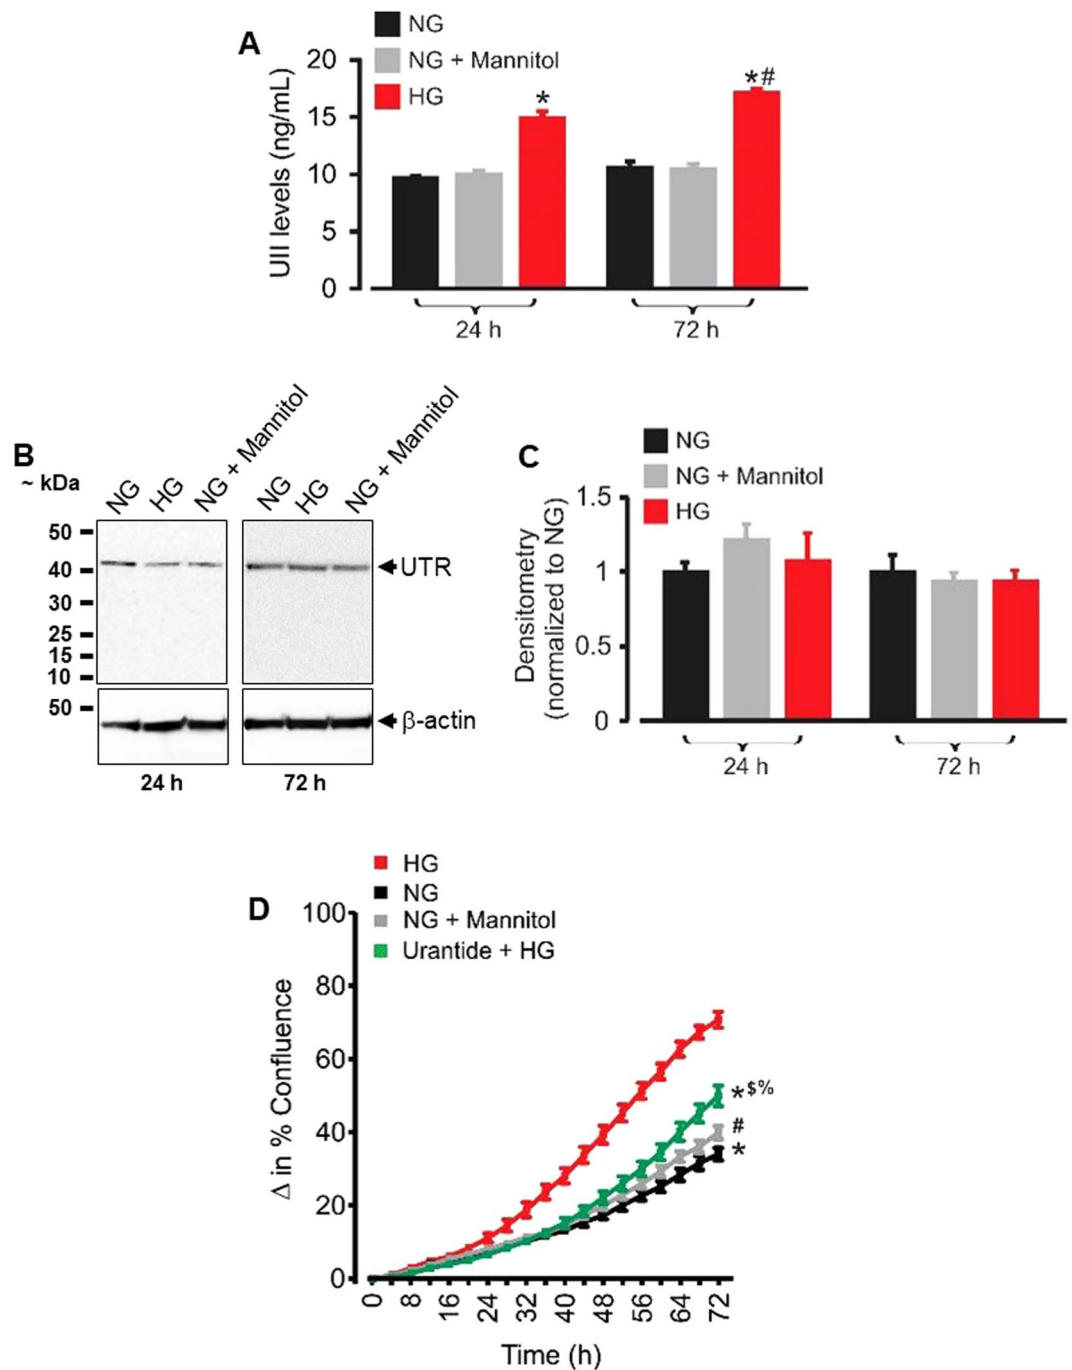 A
NG
NG + Mannitol
HG
UII levels (ng/mL)
20
15
10
5
0
*
*#
24 h
72 h
B
~ kDa
NG
HG
NG + Mannitol
NG
HG
NG + Mannitol
50
40
30
25
15
10
50
UTR
β-actin
24 h
72 h
C
NG
NG + Mannitol
HG
Densitometry
(normalized to NG)
1.5
1
0.5
0
24 h
72 h
D
HG
NG
NG + Mannitol
Urantide + HG
Δ in % Confluence
100
80
60
40
20
0
*$%
#
*
0 8 16 24 32 40 48 56 64 72
Time (h)